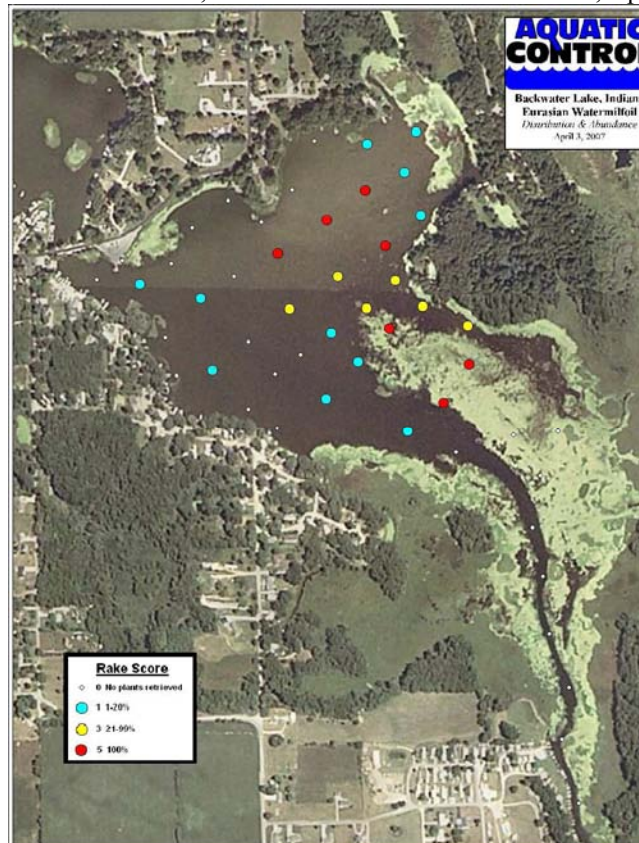 AQUATIC
CONTROL
Backwater Lake, Indian
Eurasian Watermilfoil
Distribution & Abundance
April 3, 2007
Rake Score
0 No plants retrieved
1 1-20%
3 21-99%
5 100%